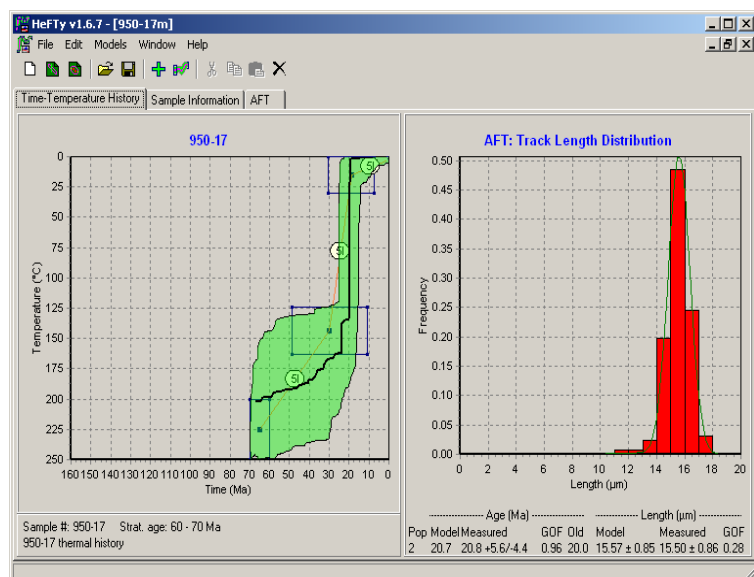 HeFTy v1.6.7 - [950-17m]
File Edit Models Window Help
Time-Temperature History Sample Information AFT
950-17
0
25
50
75
100
125
150
175
200
225
250
Temperature (°C)
5I
5I
5I
160 150 140 130 120 110 100 90 80 70 60 50 40 30 20 10 0
Time (Ma)
Sample #: 950-17 Strat. age: 60 - 70 Ma
950-17 thermal history
AFT: Track Length Distribution
0.50
0.45
0.40
0.35
0.30
0.25
0.20
0.15
0.10
0.05
0.00
Frequency
0 2 4 6 8 10 12 14 16 18 20
Length (µm)
Age (Ma) Length (µm)
Pop Model Measured GOF Old Model Measured GOF
2 20.7 20.8 +5.6/-4.4 0.96 20.0 15.57 ± 0.85 15.50 ± 0.86 0.28